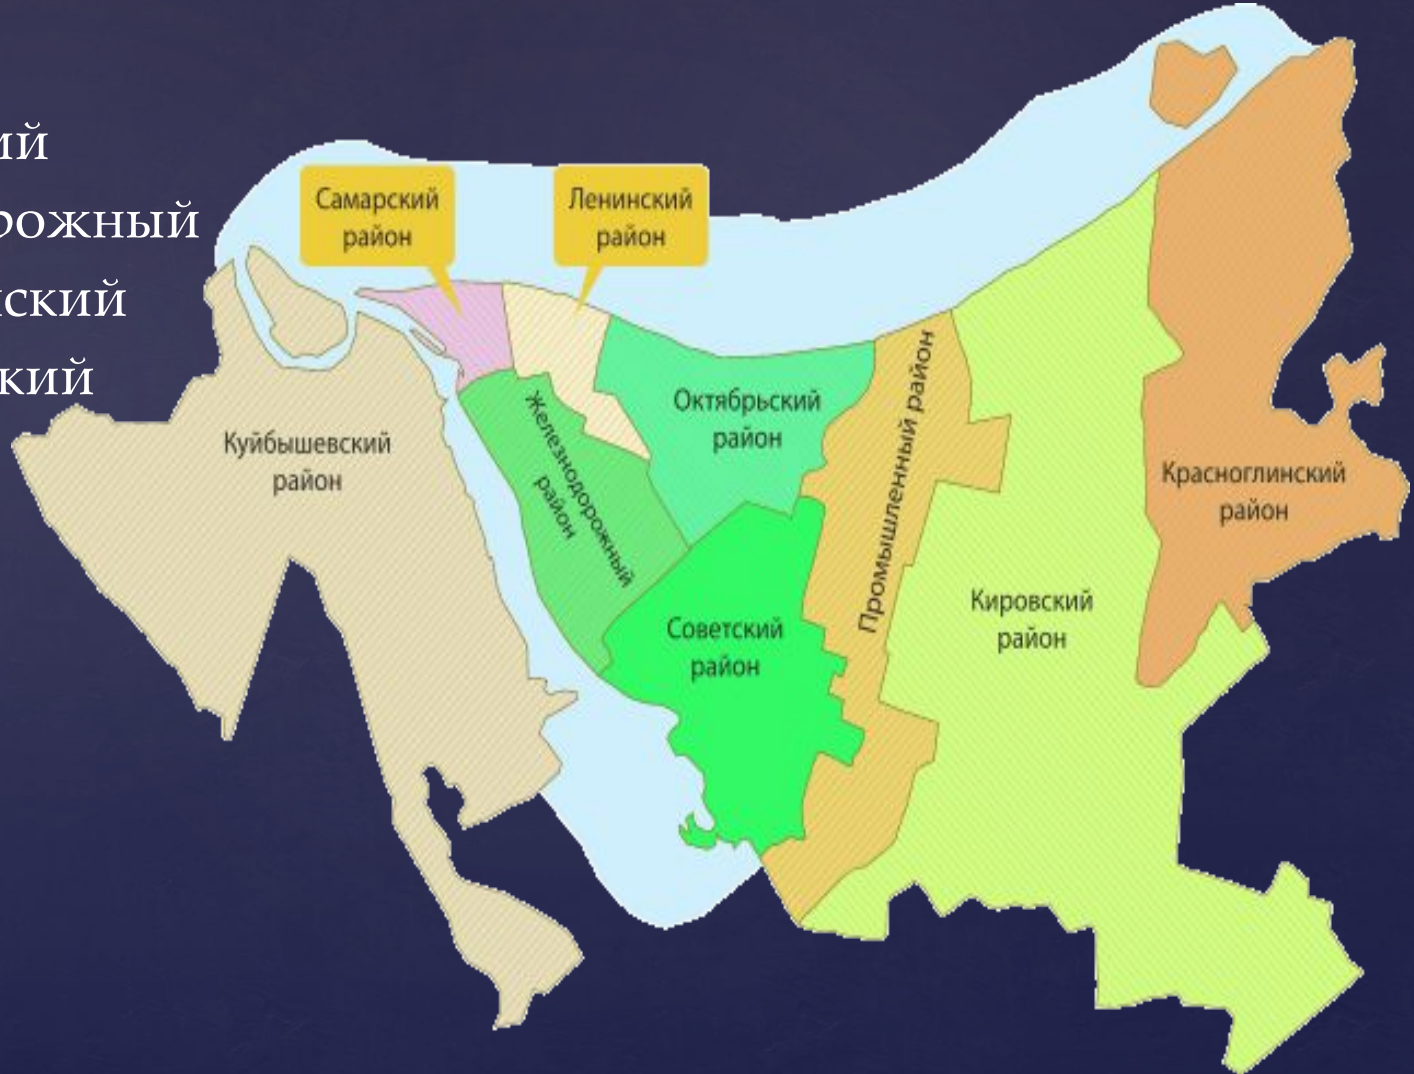 Самарский
район
Ленинский
район
Октябрьский
район
Куйбышевский
район
Железнодорожный
район
Промышленный район
Красноглинский
район
Кировский
район
Советский
район